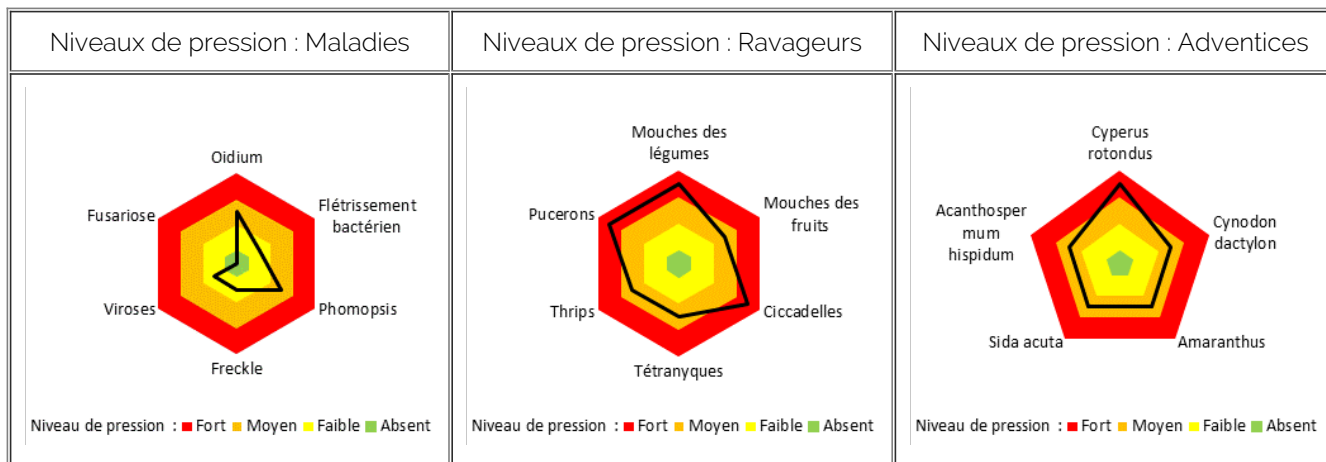 Niveaux de pression : Maladies
Niveaux de pression : Ravageurs
Niveaux de pression : Adventices
Oidium
Flétrissement
bactérien
Phomopsis
Freckle
Viroses
Fusariose
Niveau de pression : Fort Moyen Faible Absent
Mouches des
légumes
Mouches des
fruits
Ciccadelles
Tétranyques
Thrips
Pucerons
Niveau de pression : Fort Moyen Faible Absent
Cyperus
rotondus
Cynodon
dactylon
Amaranthus
Sida acuta
Acanthosper
mum
hispidum
Niveau de pression : Fort Moyen Faible Absent